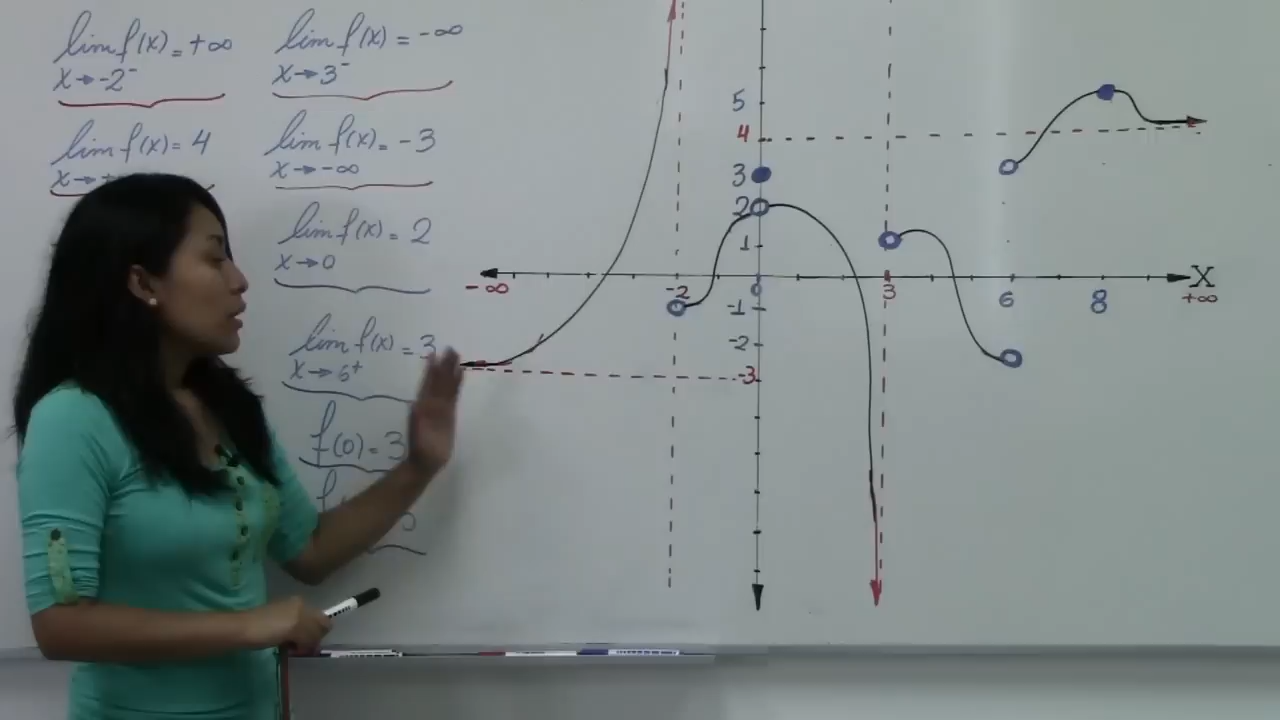 lim f(x) = +∞
x → -2⁻
lim f(x) = -∞
x → 3⁻
lim f(x) = 4
x →
lim f(x) = -3
x → -∞
lim f(x) = 2
x → 0
lim f(x) = 3
x → 6⁺
f(0) = 3
5
4
3
2
1
-∞
-2
0
3
6
8
X
+∞
-1
-2
-3